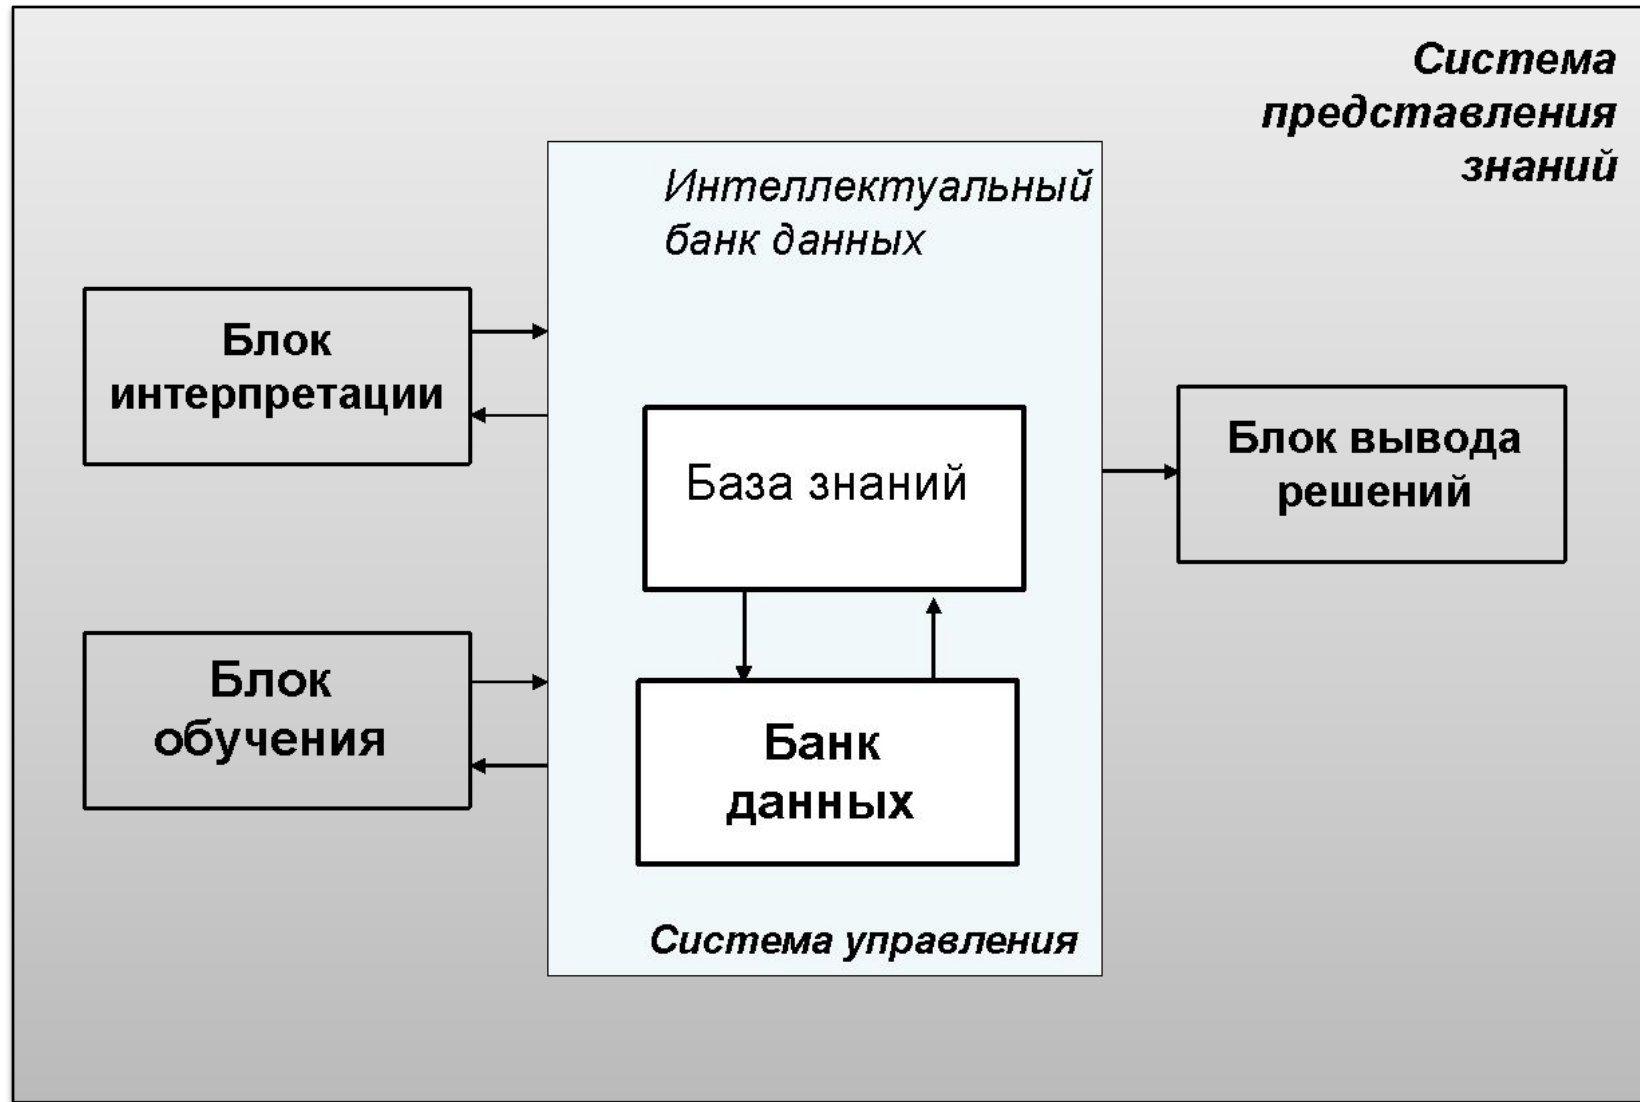 Система
представления
знаний
Интеллектуальный
банк данных
Блок
интерпретации
База знаний
Блок вывода
решений
Блок
обучения
Банк
данных
Система управления